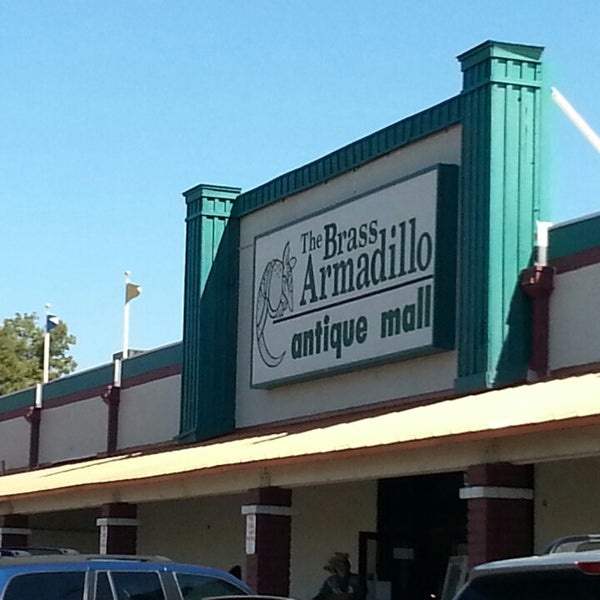 The Brass
Armadillo
antique mall